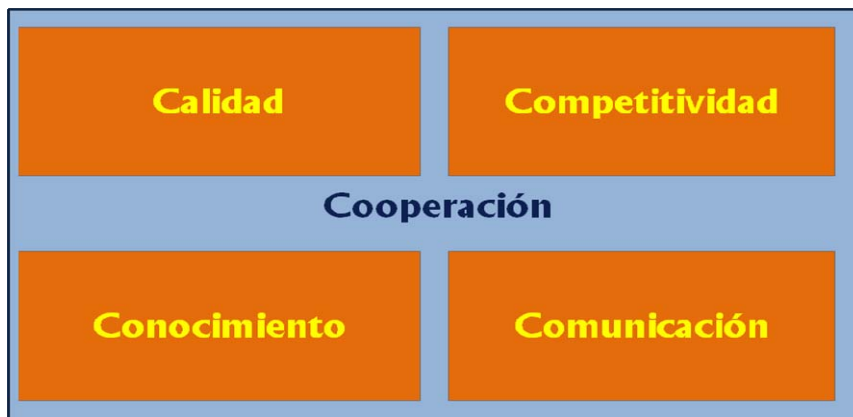 Calidad
Competitividad
Cooperación
Conocimiento
Comunicación